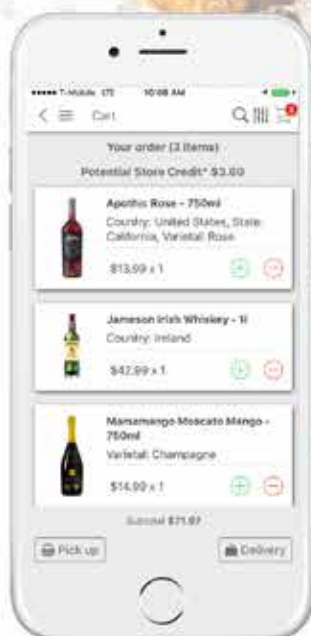 T-Mobile LTE 10:08 AM
Cart
Your order (3 items)
Potential Store Credit* $3.60
Apothic Rose - 750ml
Country: United States, State:
California, Varietal: Rose
$13.99 x 1
Jameson Irish Whiskey - 1l
Country: Ireland
$42.99 x 1
Mamamango Moscato Mango -
750ml
Varietal: Champagne
$14.99 x 1
Subtotal $71.97
Pick up
Delivery